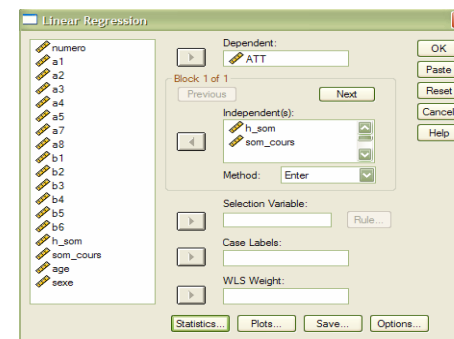 Linear Regression
numero
a1
a2
a3
a4
a5
a7
a8
b1
b2
b3
b4
b5
b6
h_som
som_cours
age
sexe
Dependent:
ATT
Block 1 of 1
Previous
Next
Independent(s):
h_som
som_cours
Method: Enter
Selection Variable:
Rule...
Case Labels:
WLS Weight:
Statistics... Plots... Save... Options...
OK
Paste
Reset
Cancel
Help